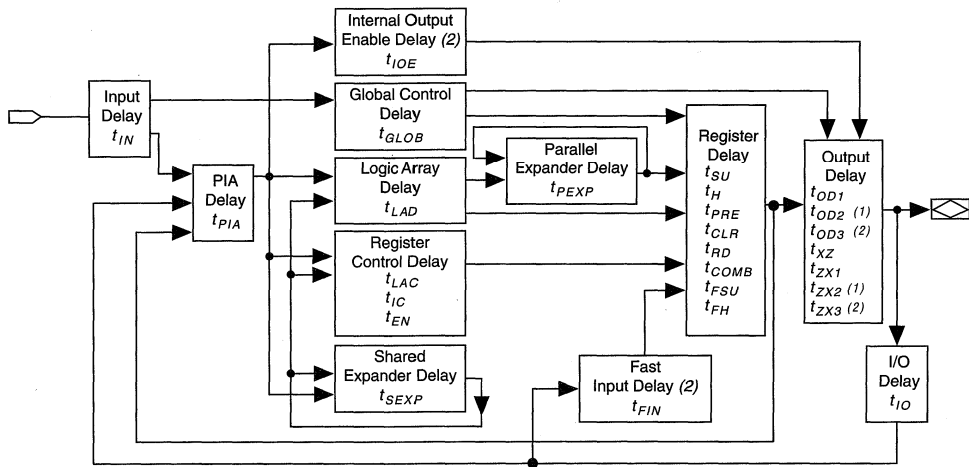 Internal Output
Enable Delay (2)
tIOE
Input
Delay
tIN
Global Control
Delay
tGLOB
PIA
Delay
tPIA
Logic Array
Delay
tLAD
Parallel
Expander Delay
tPEXP
Register
Control Delay
tLAC
tIC
tEN
Shared
Expander Delay
tSEXP
Register
Delay
tSU
tH
tPRE
tCLR
tRD
tCOMB
tFSU
tFH
Fast
Input Delay (2)
tFIN
Output
Delay
tOD1
tOD2 (1)
tOD3 (2)
tXZ
tZX1
tZX2 (1)
tZX3 (2)
I/O
Delay
tIO